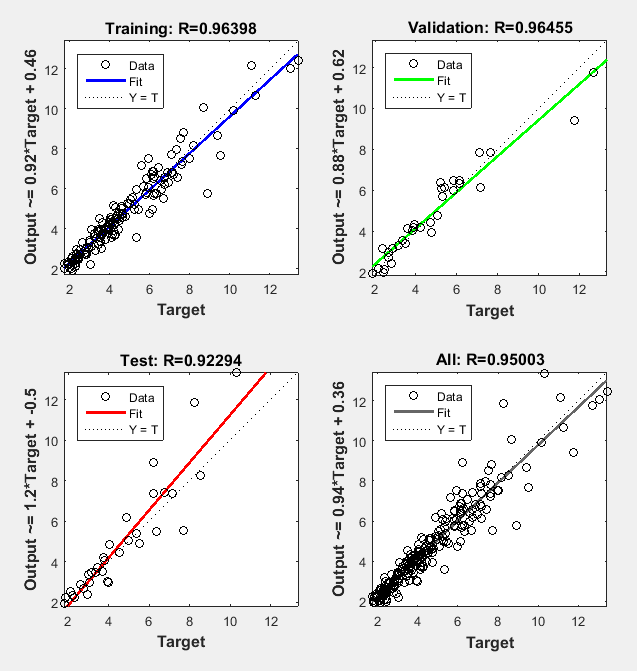 Training: R=0.96398
Output ~= 0.92*Target + 0.46
12
10
8
6
4
2
Data
Fit
Y = T
2 4 6 8 10 12
Target
Validation: R=0.96455
Output ~= 0.88*Target + 0.62
12
10
8
6
4
2
Data
Fit
Y = T
2 4 6 8 10 12
Target
Test: R=0.92294
Output ~= 1.2*Target + -0.5
12
10
8
6
4
2
Data
Fit
Y = T
2 4 6 8 10 12
Target
All: R=0.95003
Output ~= 0.94*Target + 0.36
12
10
8
6
4
2
Data
Fit
Y = T
2 4 6 8 10 12
Target